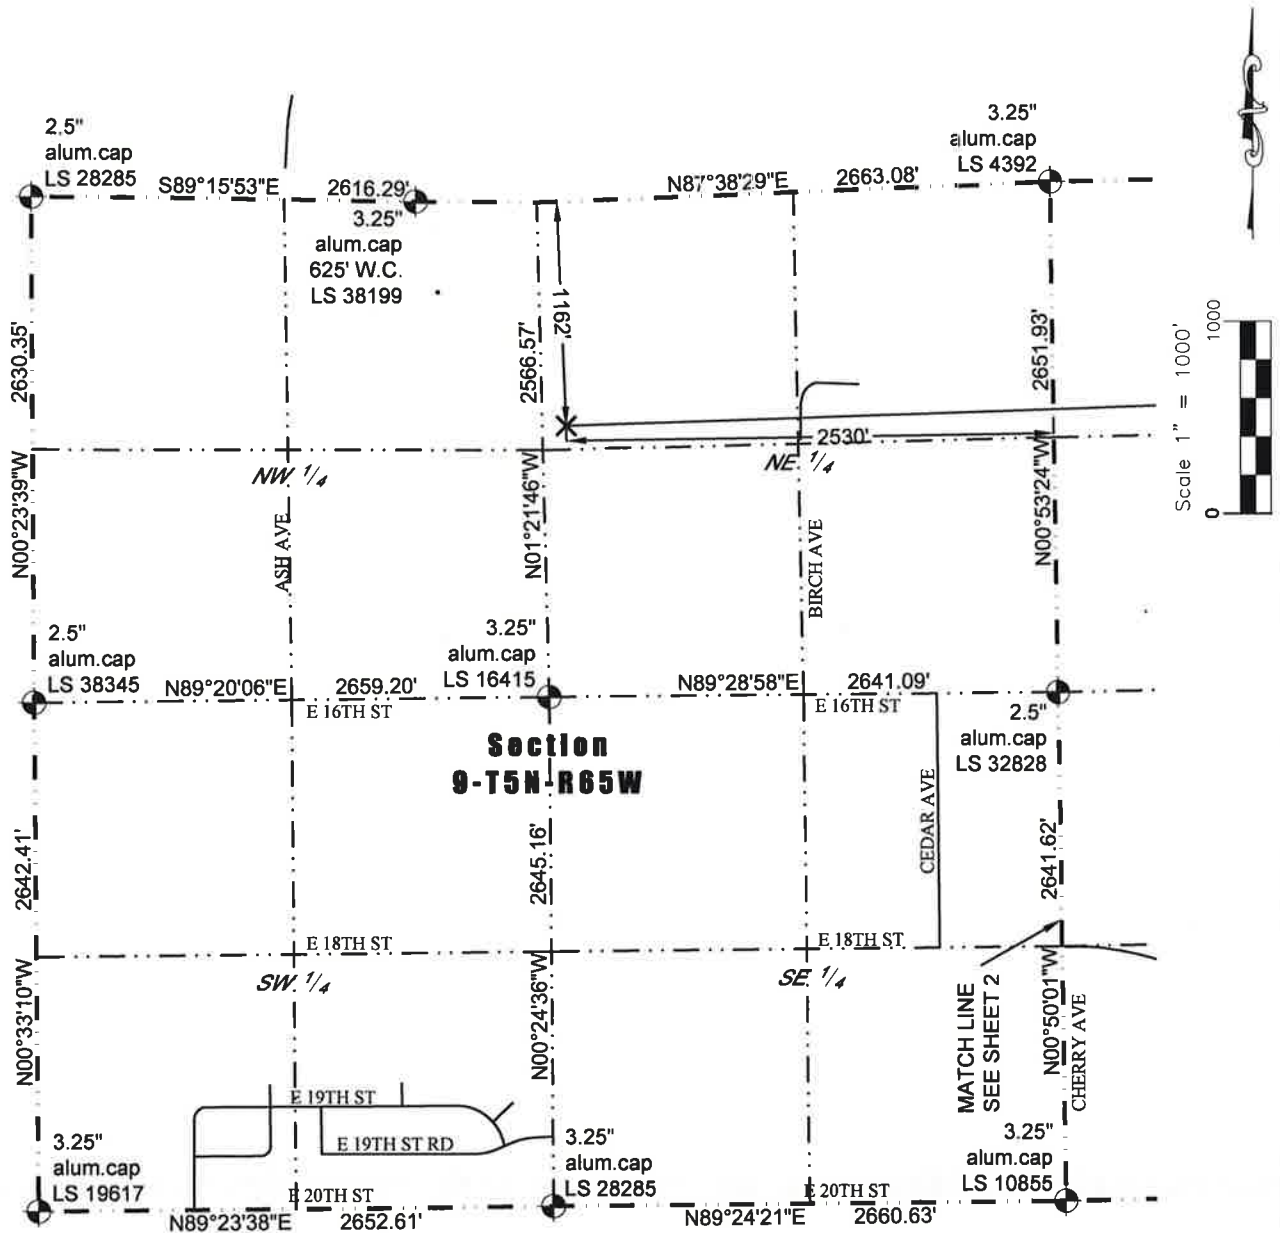 2.5"
alum.cap
LS 28285
S89°15'53"E
2616.29'
3.25"
alum.cap
625' W.C.
LS 38199
N87°38'29"E
2663.08'
3.25"
alum.cap
LS 4392
2630.35'
N00°23'39"W
1162'
2566.57'
N01°21'46"W
2651.93'
N00°53'24"W
2530'
Scale 1" = 1000'
0
1000
NW 1/4
NE 1/4
ASH AVE
BIRCH AVE
2.5"
alum.cap
LS 38345
N89°20'06"E
2659.20'
E 16TH ST
3.25"
alum.cap
LS 16415
N89°28'58"E
2641.09'
E 16TH ST
2.5"
alum.cap
LS 32828
Section
9-T5N-R65W
2642.41'
N00°33'10"W
2645.16'
N00°24'36"W
CEDAR AVE
2641.62'
N00°50'01"W
E 18TH ST
E 18TH ST
SW 1/4
SE 1/4
MATCH LINE
SEE SHEET 2
CHERRY AVE
E 19TH ST
E 19TH ST RD
3.25"
alum.cap
LS 19617
E 20TH ST
N89°23'38"E
2652.61'
3.25"
alum.cap
LS 28285
E 20TH ST
N89°24'21"E
2660.63'
3.25"
alum.cap
LS 10855